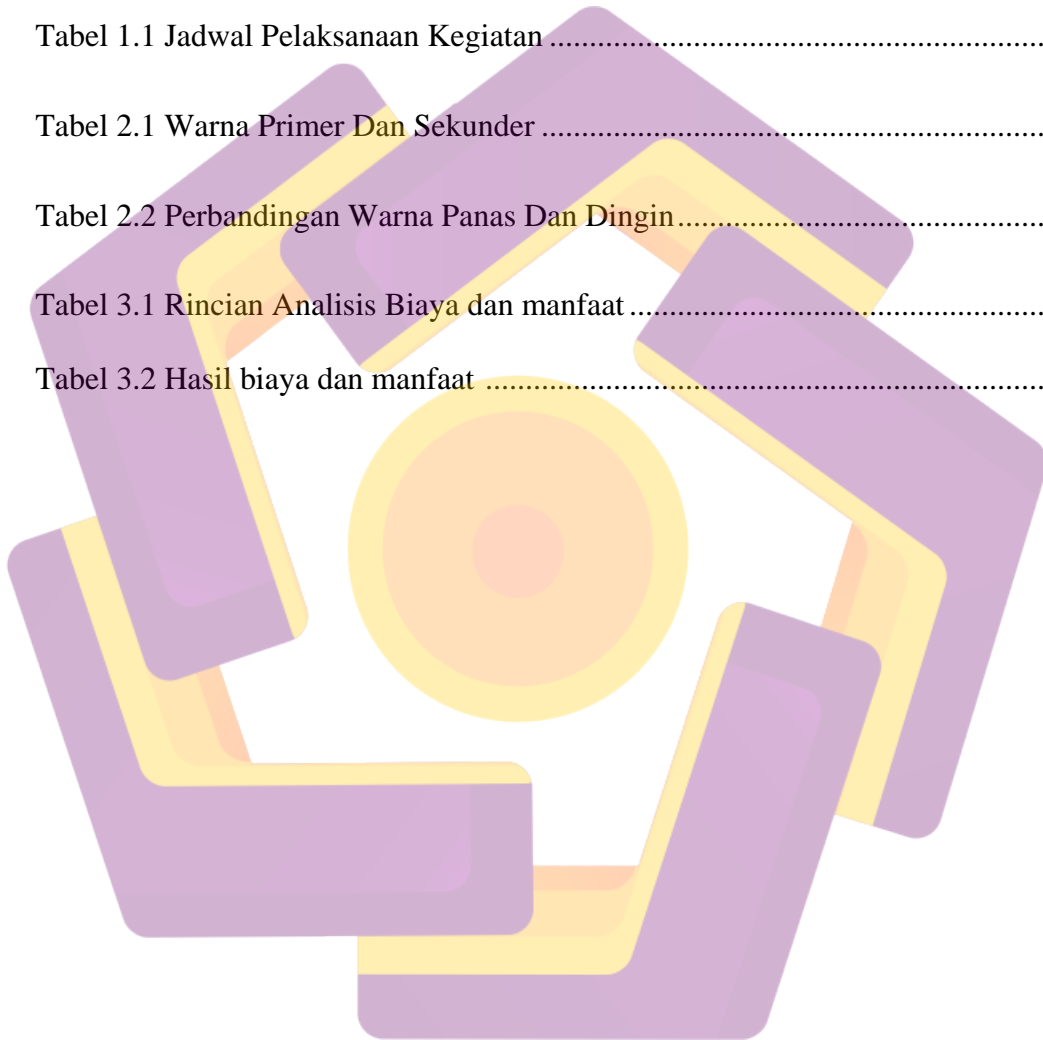 Tabel 1.1 Jadwal Pelaksanaan Kegiatan ..............................................................
Tabel 2.1 Warna Primer Dan Sekunder ...............................................................
Tabel 2.2 Perbandingan Warna Panas Dan Dingin..............................................
Tabel 3.1 Rincian Analisis Biaya dan manfaat ....................................................
Tabel 3.2 Hasil biaya dan manfaat .......................................................................